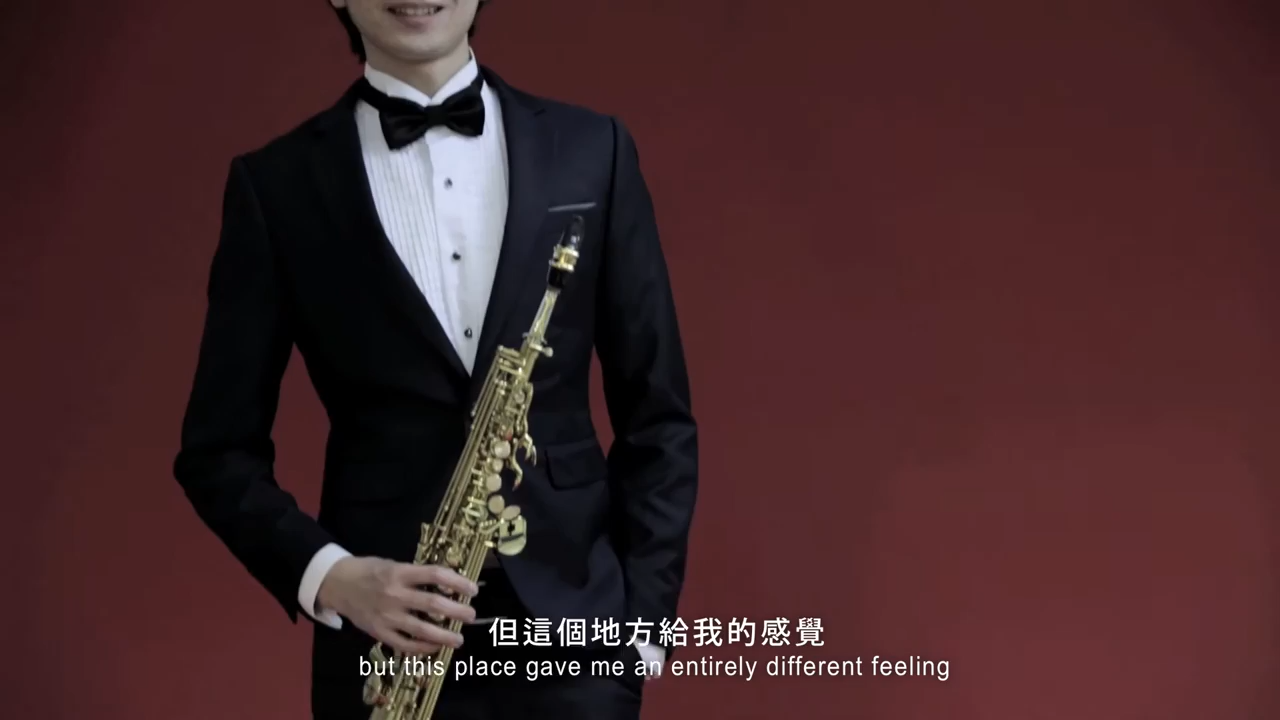 但這個地方給我的感覺
but this place gave me an entirely different feeling